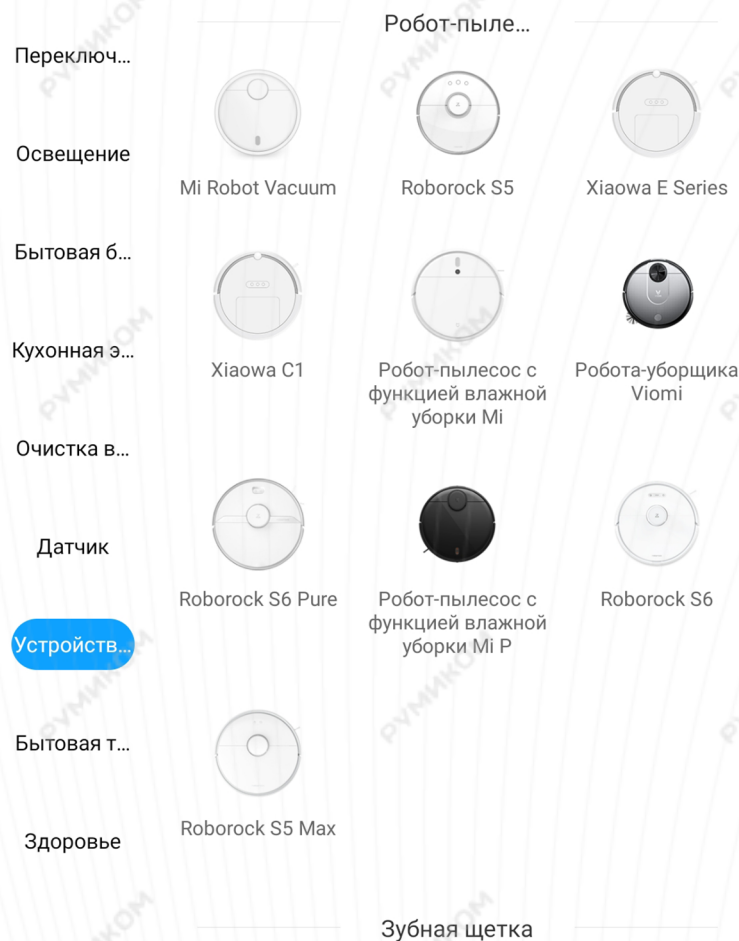 Робот-пыле...
Переключ...
Освещение
Бытовая б...
Кухонная э...
Очистка в...
Датчик
Устройств...
Бытовая т...
Здоровье
Mi Robot Vacuum
Roborock S5
Xiaowa E Series
Xiaowa C1
Робот-пылесос с
функцией влажной
уборки Mi
Робота-уборщика
Viomi
Roborock S6 Pure
Робот-пылесос с
функцией влажной
уборки Mi P
Roborock S6
Roborock S5 Max
Зубная щетка
РУМИКОМ